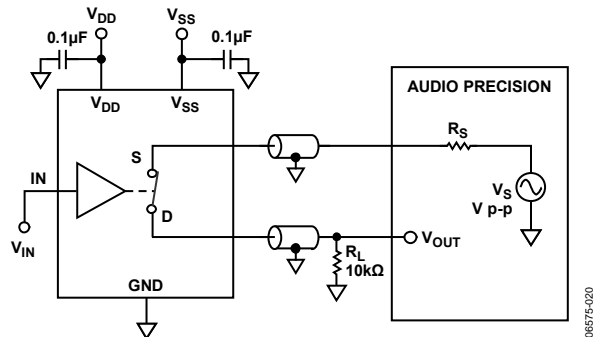 VDD
VSS
0.1µF
0.1µF
VDD
VSS
AUDIO PRECISION
RS
S
IN
VS
V p-p
D
VIN
VOUT
RL
10kΩ
GND
06575-020